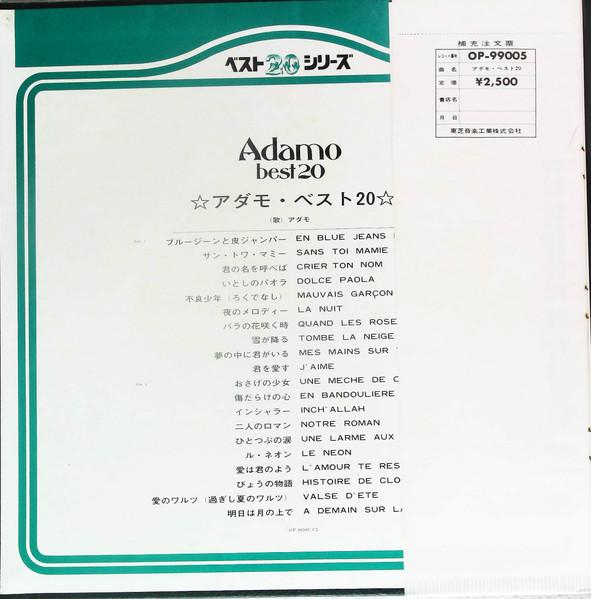 ベスト20シリーズ
Adamo
best20
☆アダモ・ベスト20☆
(歌) アダモ
ブルージーンと皮ジャンパー EN BLUE JEANS
サン・トワ・マミー SANS TOI MAMIE
君の名を呼べば CRIER TON NOM
いとしのパオラ DOLCE PAOLA
不良少年 (ろくでなし) MAUVAIS GARÇON
夜のメロディー LA NUIT
バラの花咲く時 QUAND LES ROSE
雪が降る TOMBE LA NEIGE
夢の中に君がいる MES MAINS SUR
君を愛す J'AIME
おさげの少女 UNE MECHE DE C
傷だらけの心 EN BANDOULIERE
インシャラー INCH'ALLAH
二人のロマン NOTRE ROMAN
ひとつぶの涙 UNE LARME AUX
ル・ネオン LE NEON
愛は君のよう L'AMOUR TE RES
びょうの物語 HISTOIRE DE CLO
愛のワルツ (過ぎし夏のワルツ) VALSE D'ETE
明日は月の上で A DEMAIN SUR LA
補充注文票
レコード番号 OP-99005
曲名 アダモ・ベスト20
定価 ¥2,500
貴店名
月日
東芝音楽工業株式会社